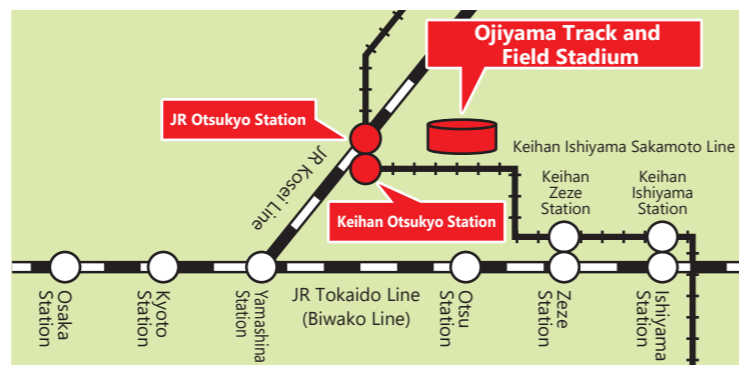 Ojiyama Track and
Field Stadium
JR Otsukyo Station
Keihan Ishiyama Sakamoto Line
JR Kosei Line
Keihan
Zeze
Station
Keihan
Ishiyama
Station
Keihan Otsukyo Station
Osaka
Station
Kyoto
Station
Yamashina
Station
JR Tokaido Line
(Biwako Line)
Otsu
Station
Zeze
Station
Ishiyama
Station